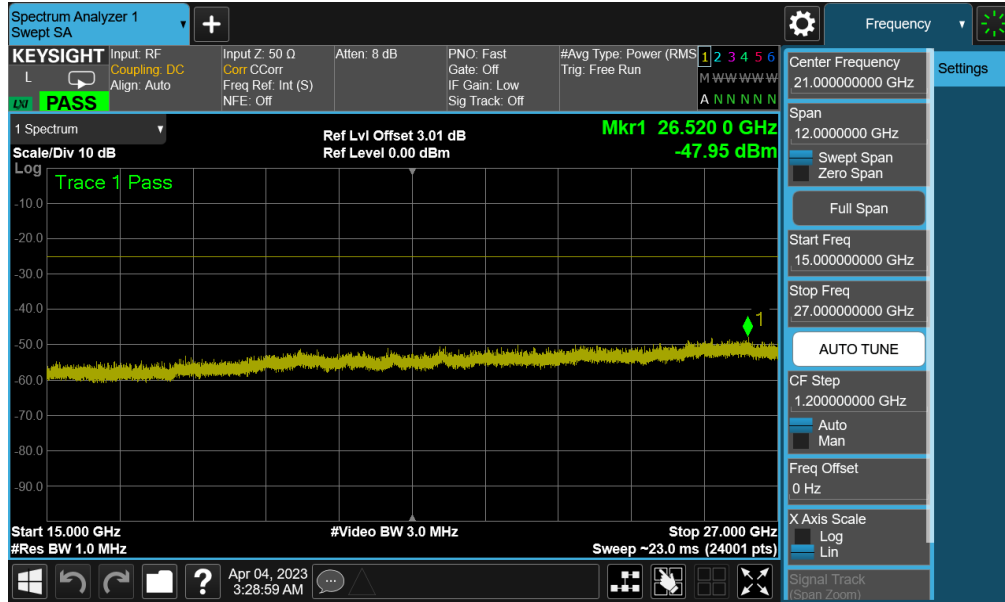 Spectrum Analyzer 1
Swept SA
+
Frequency
KEYSIGHT
L
LXI PASS
Input: RF
Coupling: DC
Align: Auto
Input Z: 50 Ω
Corr CCorr
Freq Ref: Int (S)
NFE: Off
Atten: 8 dB
PNO: Fast
Gate: Off
IF Gain: Low
Sig Track: Off
#Avg Type: Power (RMS
Trig: Free Run
1 2 3 4 5 6
M W W W W W
A N N N N N
1 Spectrum
Scale/Div 10 dB
Ref Lvl Offset 3.01 dB
Ref Level 0.00 dBm
Mkr1 26.520 0 GHz
-47.95 dBm
Log
Trace 1 Pass
-10.0
-20.0
-30.0
-40.0
1
-50.0
-60.0
-70.0
-80.0
-90.0
Start 15.000 GHz
#Res BW 1.0 MHz
#Video BW 3.0 MHz
Stop 27.000 GHz
Sweep ~23.0 ms (24001 pts)
Center Frequency
21.000000000 GHz
Span
12.0000000 GHz
Swept Span
Zero Span
Full Span
Start Freq
15.000000000 GHz
Stop Freq
27.000000000 GHz
AUTO TUNE
CF Step
1.200000000 GHz
Auto
Man
Freq Offset
0 Hz
X Axis Scale
Log
Lin
Signal Track
(Span Zoom)
Settings
?
Apr 04, 2023
3:28:59 AM